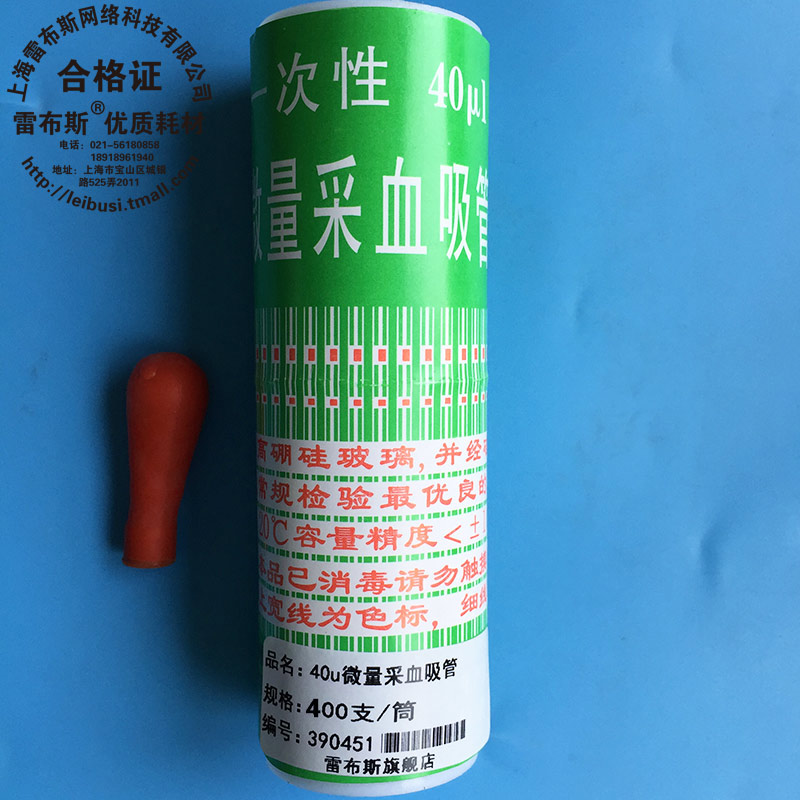 上海雷布斯网络科技有限公司
合格证
雷布斯®优质耗材
电话：021-56180858
18918961940
地址：上海市宝山区城银
路525弄2011
http://leibusi.tmall.com
一次性 40μl
微量采血吸管
高硼硅玻璃，并经
常规检验最优良的
20℃容量精度<±1
本品已消毒请勿触摸
上宽线为色标，细线
品名：40u微量采血吸管
规格：400支/筒
编号：390451
雷布斯旗舰店